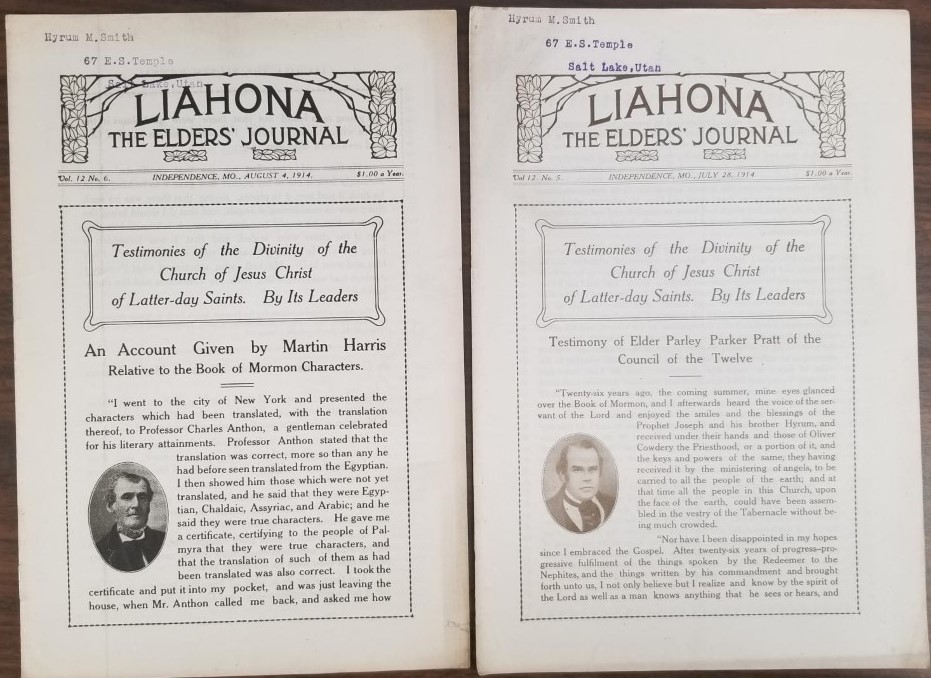 Hyrum M.Smith
67 E.S.Temple
Salt Lake,Utan
LIAHONA
THE ELDERS' JOURNAL
Vol. 12 No. 6.
INDEPENDENCE, MO., AUGUST 4, 1914.
$1.00 a Year.
Testimonies of the Divinity of the
Church of Jesus Christ
of Latter-day Saints. By Its Leaders
An Account Given by Martin Harris
Relative to the Book of Mormon Characters.
"I went to the city of New York and presented the
characters which had been translated, with the translation
thereof, to Professor Charles Anthon, a gentleman celebrated
for his literary attainments. Professor Anthon stated that the
translation was correct, more so than any he
had before seen translated from the Egyptian.
I then showed him those which were not yet
translated, and he said that they were Egyp-
tian, Chaldaic, Assyriac, and Arabic; and he
said they were true characters. He gave me
a certificate, certifying to the people of Pal-
myra that they were true characters, and
that the translation of such of them as had
been translated was also correct. I took the
certificate and put it into my pocket, and was just leaving the
house, when Mr. Anthon called me back, and asked me how
Hyrum M.Smith
67 E.S.Temple
Salt Lake,Utan
LIAHONA
THE ELDERS' JOURNAL
Vol 12 No. 5.
INDEPENDENCE, MO., JULY 28, 1914.
$1.00 a Year.
Testimonies of the Divinity of the
Church of Jesus Christ
of Latter-day Saints. By Its Leaders
Testimony of Elder Parley Parker Pratt of the
Council of the Twelve
"Twenty-six years ago, the coming summer, mine eyes glanced
over the Book of Mormon, and I afterwards heard the voice of the ser-
vant of the Lord and enjoyed the smiles and the blessings of the
Prophet Joseph and his brother Hyrum, and
received under their hands and those of Oliver
Cowdery the Priesthood, or a portion of it, and
the keys and powers of the same, they having
received it by the ministering of angels, to be
carried to all the people of the earth; and at
that time all the people in this Church, upon
the face of the earth, could have been assem-
bled in the vestry of the Tabernacle without be-
ing much crowded.
"Nor have I been disappointed in my hopes
since I embraced the Gospel. After twenty-six years of progress–pro-
gressive fulfilment of the things spoken by the Redeemer to the
Nephites, and the things written by his commandment and brought
forth unto us, I not only believe but I realize and know by the spirit of
the Lord as well as a man knows anything that he sees or hears, and